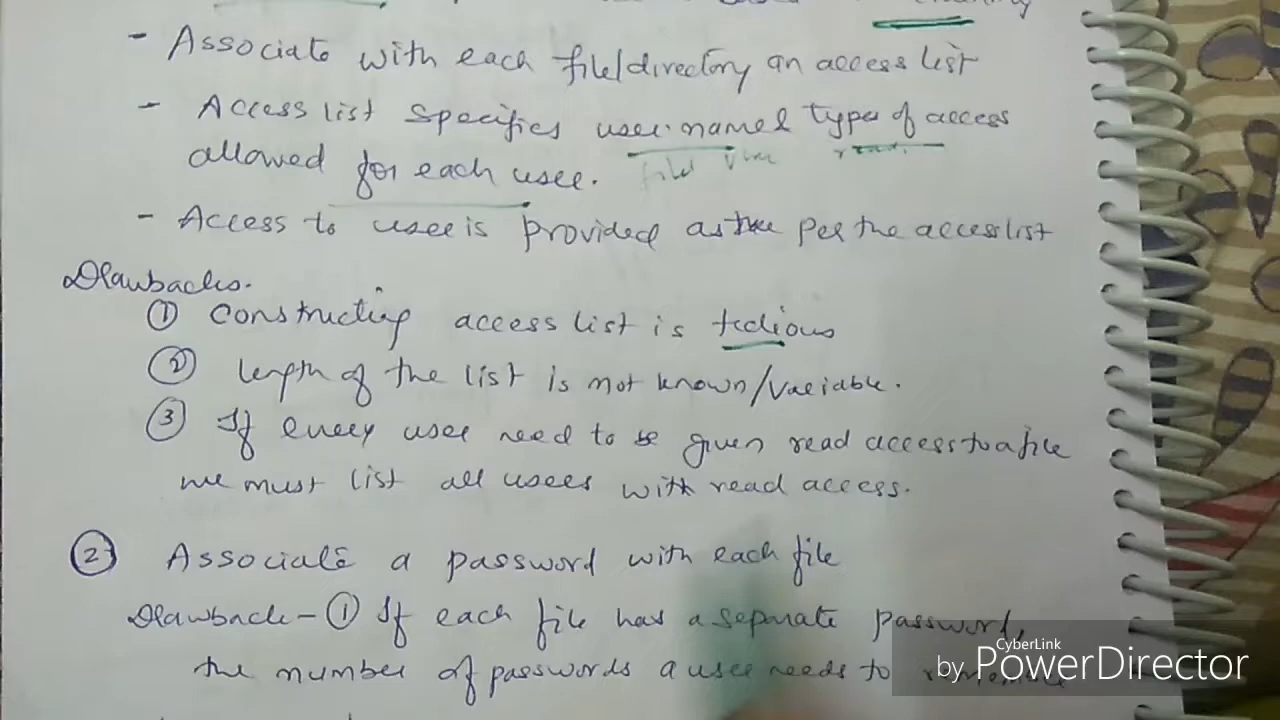 - Associate with each file/directory an access list
- Access list specifies user name & types of access
allowed for each user.
file read
- Access to user is provided as the per the access list
Drawbacks.
① Constructing access list is tedious
② length of the list is not known/variable.
③ If every user need to be given read access to a file
we must list all users with read access.
② Associate a password with each file
Drawback - ① If each file has a separate password,
the number of passwords a user needs to
CyberLink
by PowerDirector